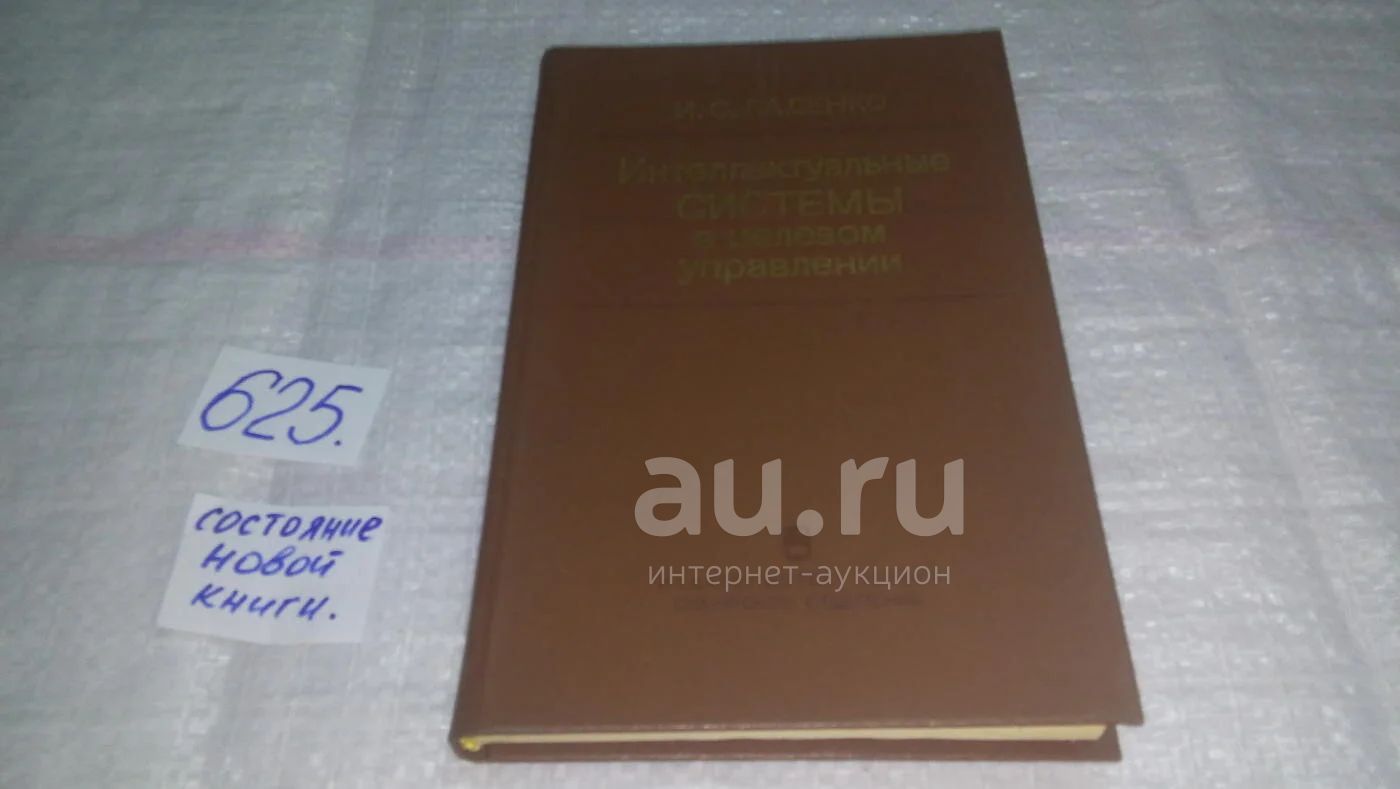 И. С. ЛАДЕНКО
Интеллектуальные
СИСТЕМЫ
в целевом
управлении
625.
состояние
новой
книги.
au.ru
интернет-аукцион